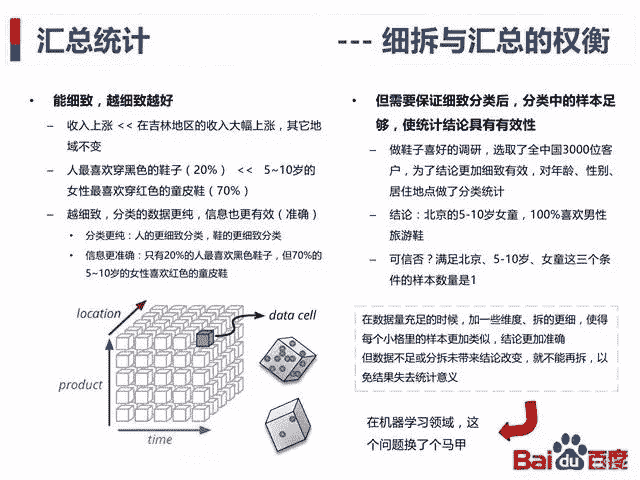 汇总统计
--- 细拆与汇总的权衡
• 能细致，越细致越好
– 收入上涨 << 在吉林地区的收入大幅上涨，其它地
域不变
– 人最喜欢穿黑色的鞋子（20%） << 5~10岁的
女性最喜欢穿红色的童皮鞋（70%）
– 越细致，分类的数据更纯，信息也更有效（准确）
• 分类更纯：人的更细致分类，鞋的更细致分类
• 信息更准确：只有20%的人最喜欢黑色鞋子，但70%的
5~10岁的女性喜欢红色的童皮鞋
location
data cell
product
time
• 但需要保证细致分类后，分类中的样本足
够，使统计结论具有有效性
– 做鞋子喜好的调研，选取了全中国3000位客
户，为了结论更加细致有效，对年龄、性别、
居住地点做了分类统计
– 结论：北京的5-10岁女童，100%喜欢男性
旅游鞋
– 可信否？满足北京、5-10岁、女童这三个条
件的样本数量是1
在数据量充足的时候，加一些维度、拆的更细，使得
每个小格里的样本更加类似，结论更加准确
但数据不足或分拆未带来结论改变，就不能再拆，以
免结果失去统计意义
在机器学习领域，这
个问题换了个马甲
Bai du 百度